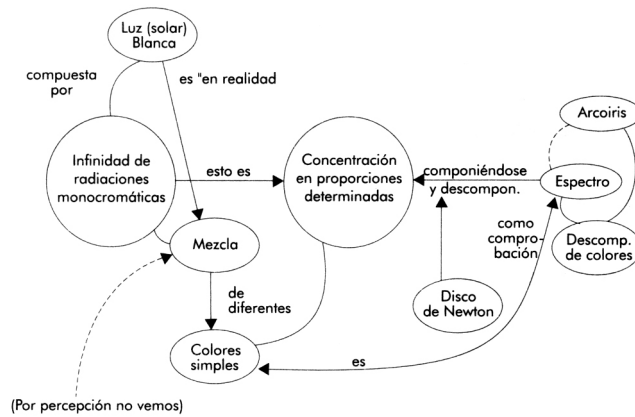 Luz (solar)
Blanca
compuesta
por
es "en realidad
Arcoiris
Infinidad de
radiaciones
monocromáticas
esto es
Concentración
en proporciones
determinadas
componiéndose
y descompon.
Espectro
como
compro-
bación
Descomp.
de colores
Mezcla
de
diferentes
Disco
de Newton
Colores
simples
es
(Por percepción no vemos)